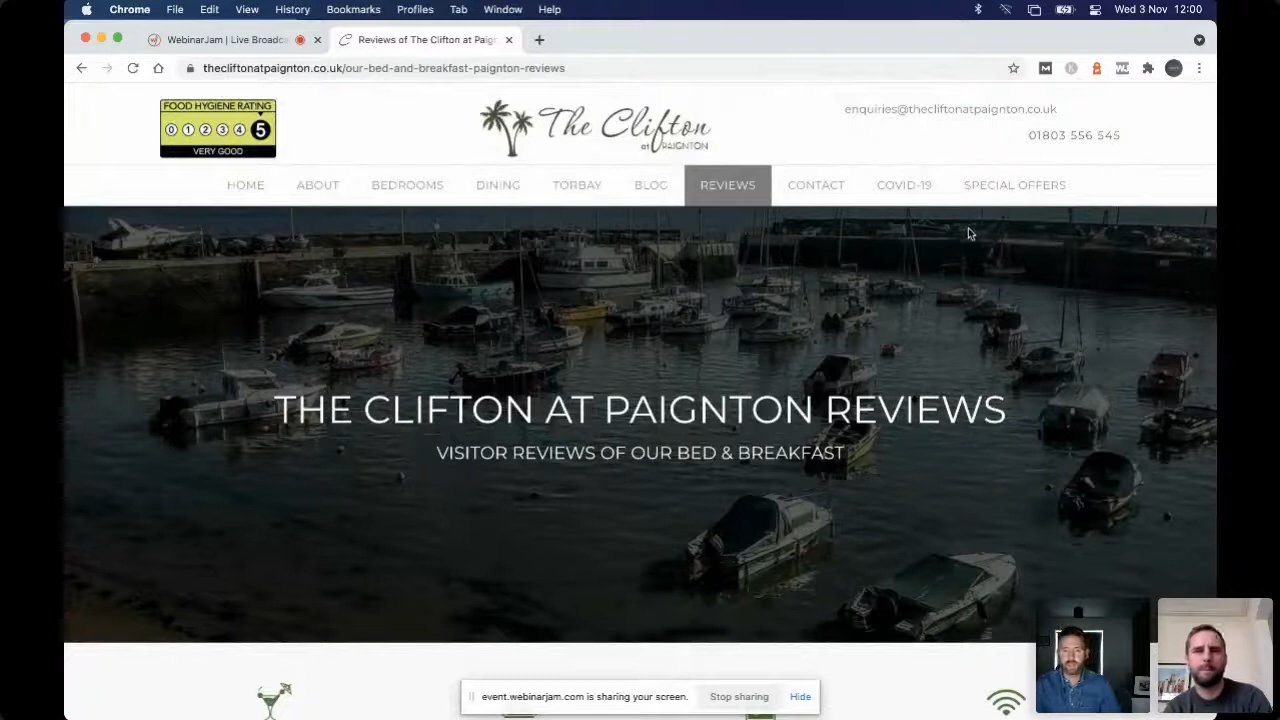 Chrome File Edit View History Bookmarks Profiles Tab Window Help Wed 3 Nov 12:00
WebinarJam | Live Broadca Reviews of The Clifton at Paign
thecliftonatpaignton.co.uk/our-bed-and-breakfast-paignton-reviews
FOOD HYGIENE RATING
0 1 2 3 4 5
VERY GOOD
The Clifton
at PAIGNTON
enquiries@thecliftonatpaignton.co.uk
01803 556 545
HOME ABOUT BEDROOMS DINING TORBAY BLOG REVIEWS CONTACT COVID-19 SPECIAL OFFERS
THE CLIFTON AT PAIGNTON REVIEWS
VISITOR REVIEWS OF OUR BED & BREAKFAST
event.webinarjam.com is sharing your screen. Stop sharing Hide